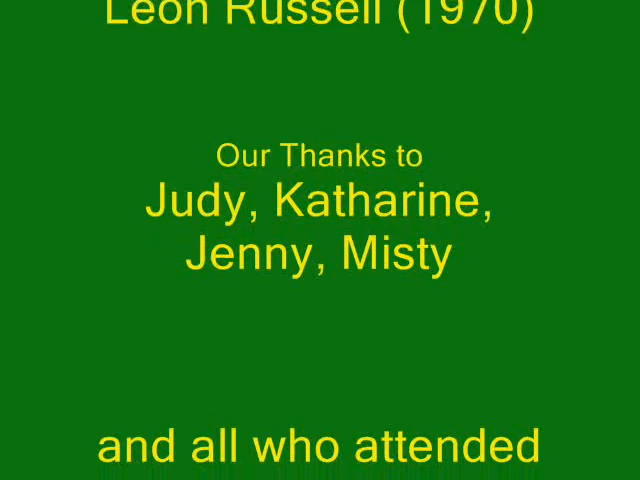 Leon Russell (1970)
Our Thanks to
Judy, Katharine,
Jenny, Misty
and all who attended